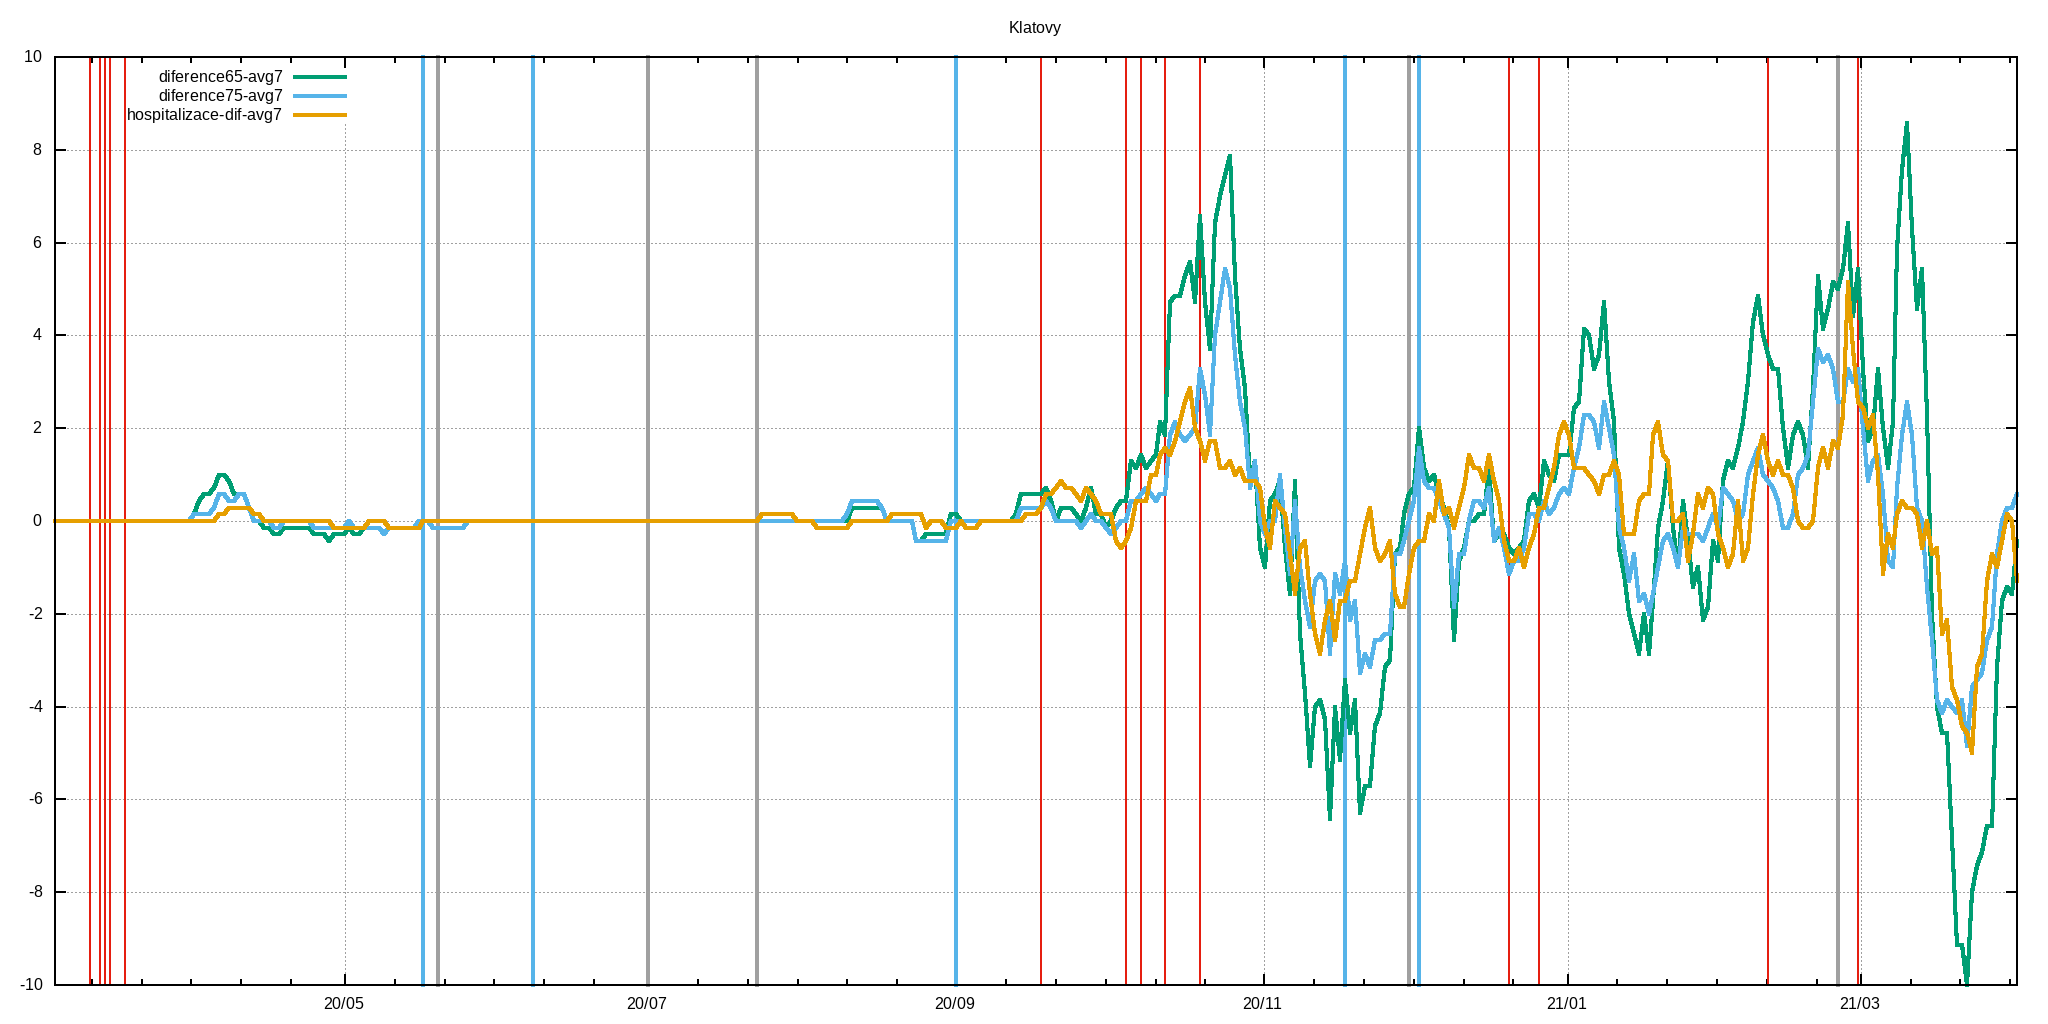 Klatovy
diference65-avg7
diference75-avg7
hospitalizace-dif-avg7
10
8
6
4
2
0
-2
-4
-6
-8
-10
20/05 20/07 20/09 20/11 21/01 21/03